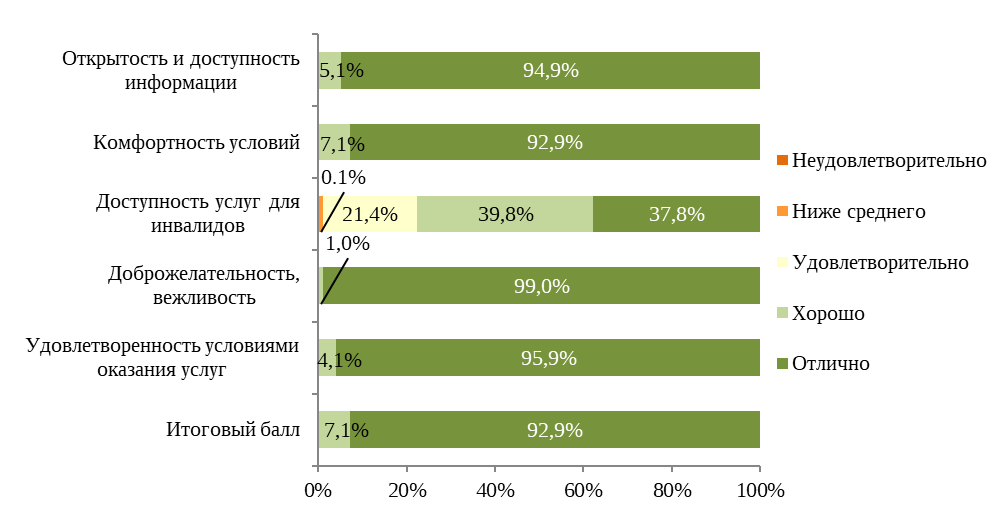 Открытость и доступность
информации
5,1%
94,9%
Комфортность условий
7,1%
92,9%
0.1%
Доступность услуг для
инвалидов
21,4%
39,8%
37,8%
1,0%
Доброжелательность,
вежливость
99,0%
Удовлетворенность условиями
оказания услуг
4,1%
95,9%
Итоговый балл
7,1%
92,9%
0%
20%
40%
60%
80%
100%
Неудовлетворительно
Ниже среднего
Удовлетворительно
Хорошо
Отлично